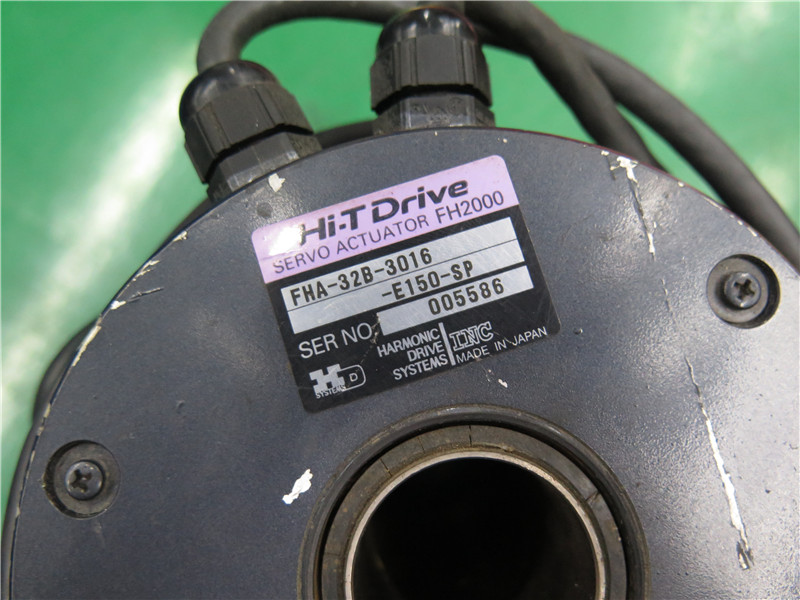 Hi-T Drive
SERVO ACTUATOR FH2000
FHA-32B-3016
-E150-SP
SER NO. 005586
HD SYSTEMS
HARMONIC DRIVE SYSTEMS INC
MADE IN JAPAN